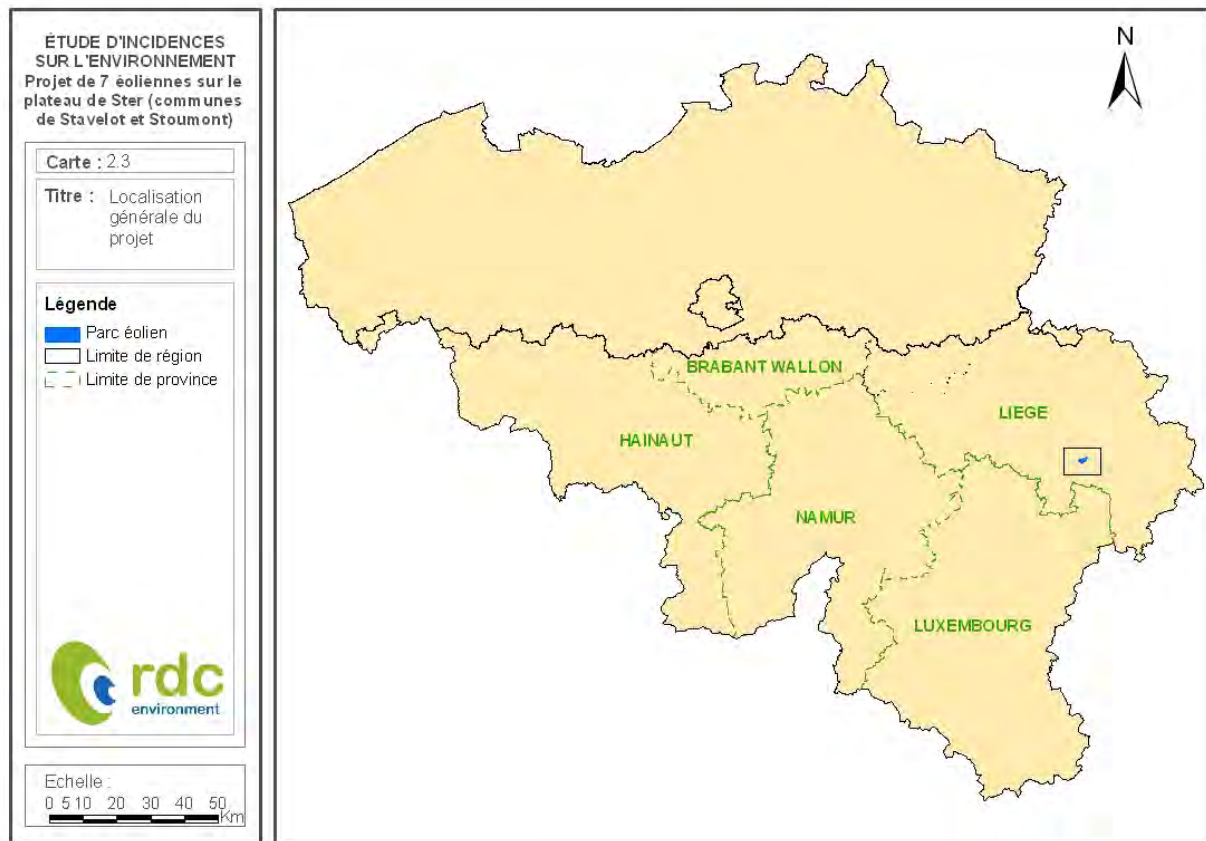 ÉTUDE D'INCIDENCES
SUR L'ENVIRONNEMENT
Projet de 7 éoliennes sur le
plateau de Ster (communes
de Stavelot et Stoumont)
Carte : 2.3
Titre : Localisation
générale du
projet
Légende
Parc éolien
Limite de région
Limite de province
rdc
environment
Echelle :
0 5 10 20 30 40 50
Km
N
BRABANT WALLON
LIEGE
HAINAUT
NAMUR
LUXEMBOURG